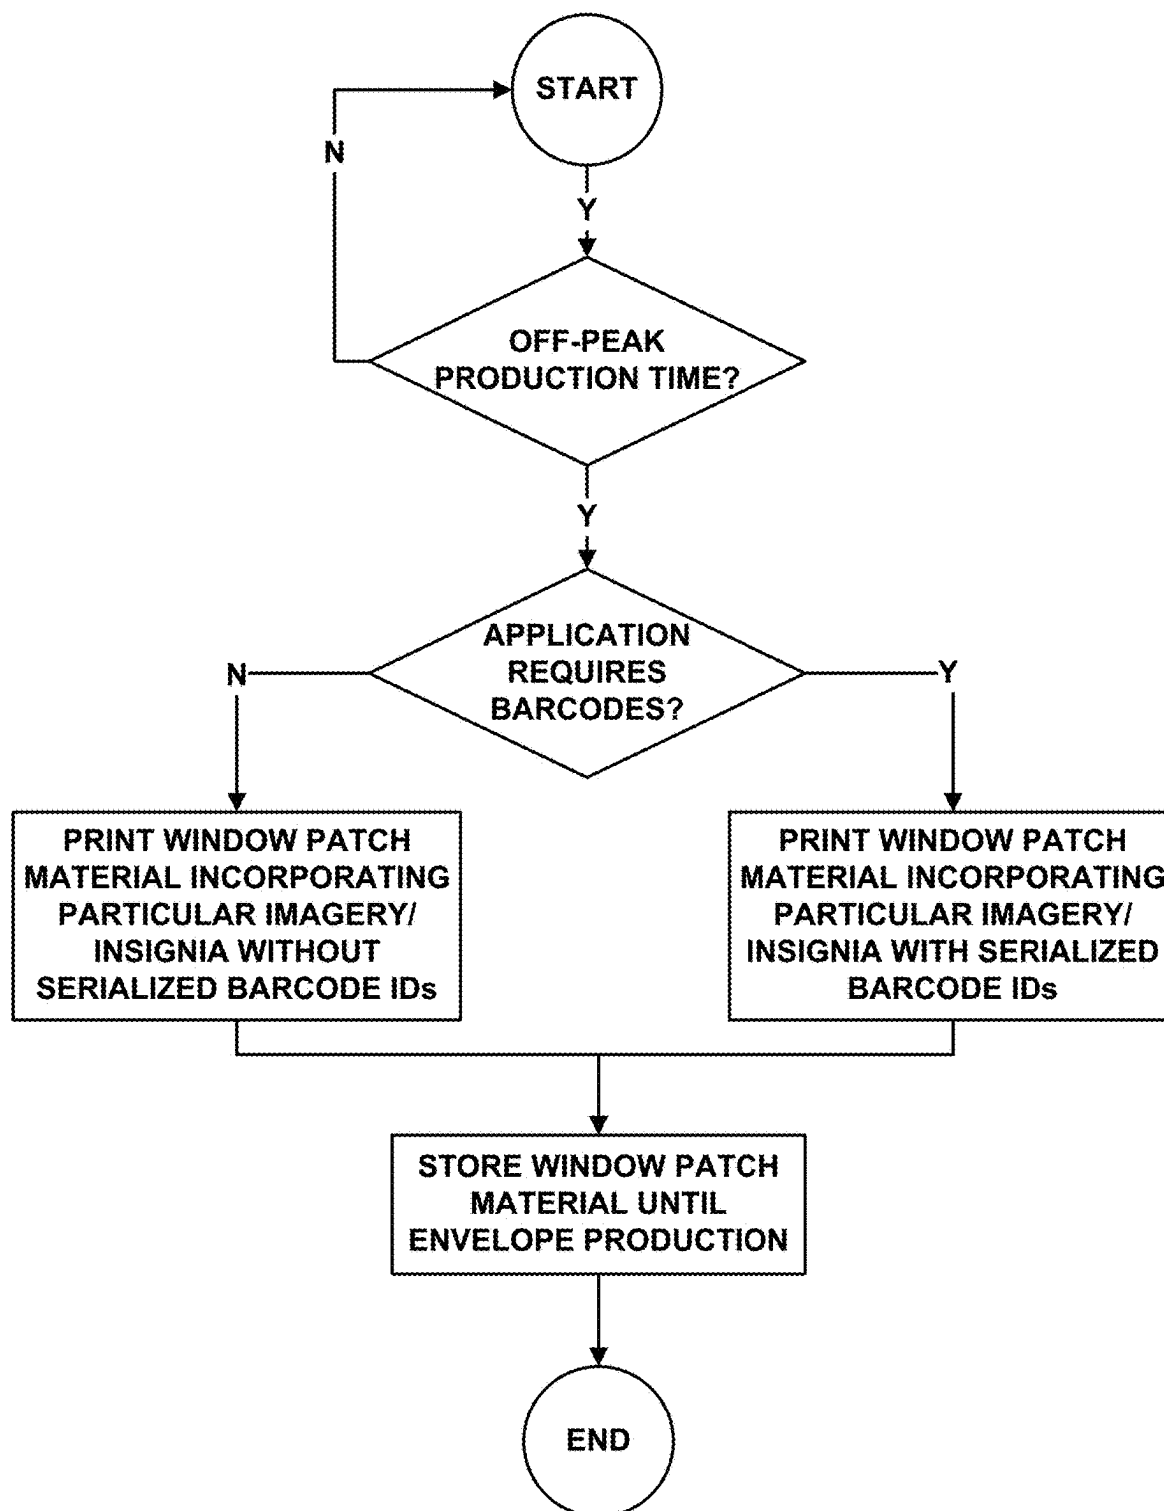 START
N
Y
OFF-PEAK
PRODUCTION TIME?
Y
APPLICATION
REQUIRES
BARCODES?
N
Y
PRINT WINDOW PATCH
MATERIAL INCORPORATING
PARTICULAR IMAGERY/
INSIGNIA WITHOUT
SERIALIZED BARCODE IDs
PRINT WINDOW PATCH
MATERIAL INCORPORATING
PARTICULAR IMAGERY/
INSIGNIA WITH SERIALIZED
BARCODE IDs
STORE WINDOW PATCH
MATERIAL UNTIL
ENVELOPE PRODUCTION
END